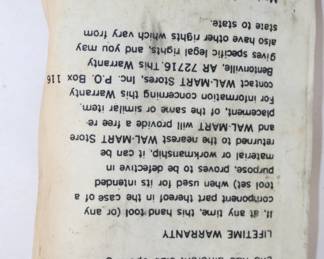 LIFETIME WARRANTY
If, at any time, this hand tool (or any
component part thereof in the case of a
tool set) when used for its intended
purpose, proves to be defective in
material or workmanship, it can be
returned to the nearest WAL-MART Store
and WAL-MART will provide a free re-
placement, of the same or similar item.
For information concerning this Warranty
contact WAL-MART Stores, Inc. P.O. Box 116
Bentonville, AR 72716. This Warranty
gives specific legal rights, and you may
also have other rights which vary from
state to state.